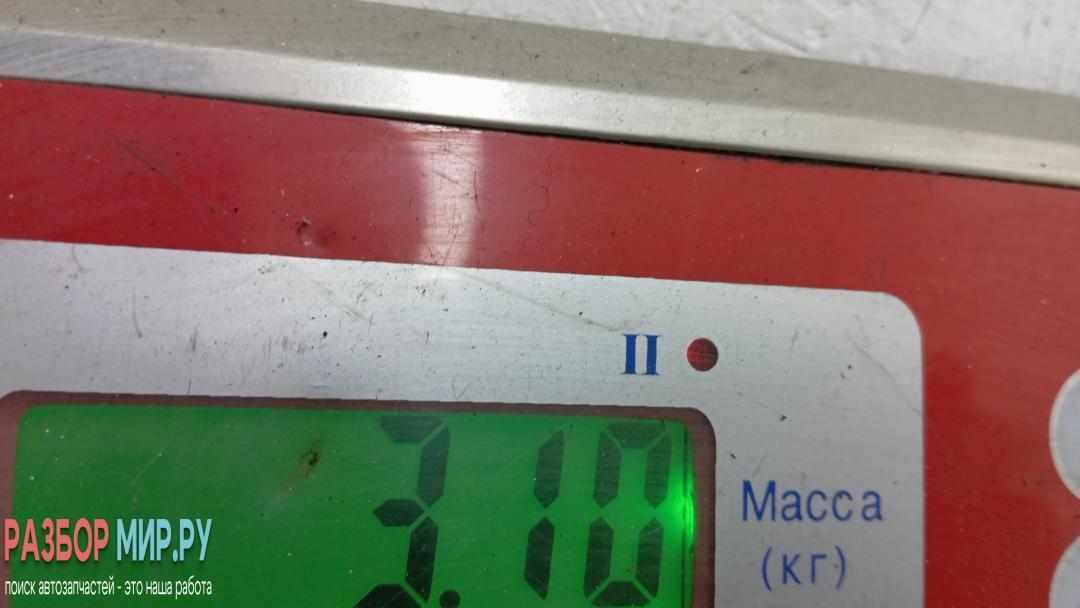 II
3.10
Масса
(кг)
РАЗБОР МИР.РУ
поиск автозапчастей - это наша работа